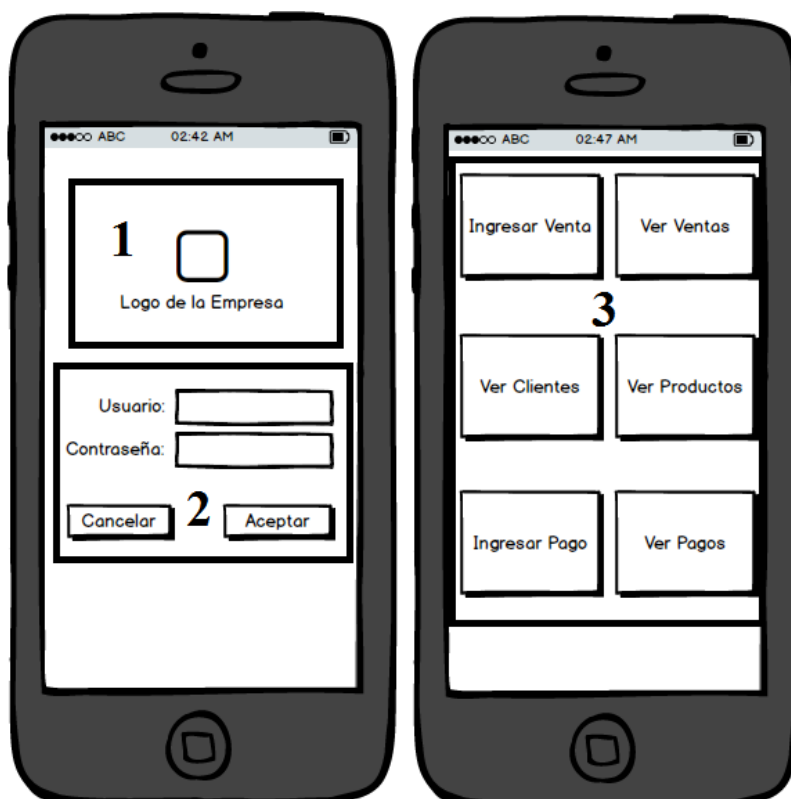 ABC 02:42 AM
1
Logo de la Empresa
Usuario:
Contraseña:
Cancelar 2 Aceptar
ABC 02:47 AM
Ingresar Venta Ver Ventas
3
Ver Clientes Ver Productos
Ingresar Pago Ver Pagos